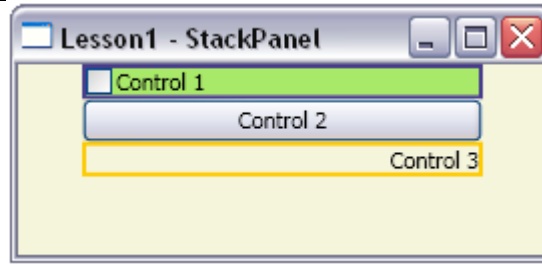 Lesson1 - StackPanel
Control 1
Control 2
Control 3